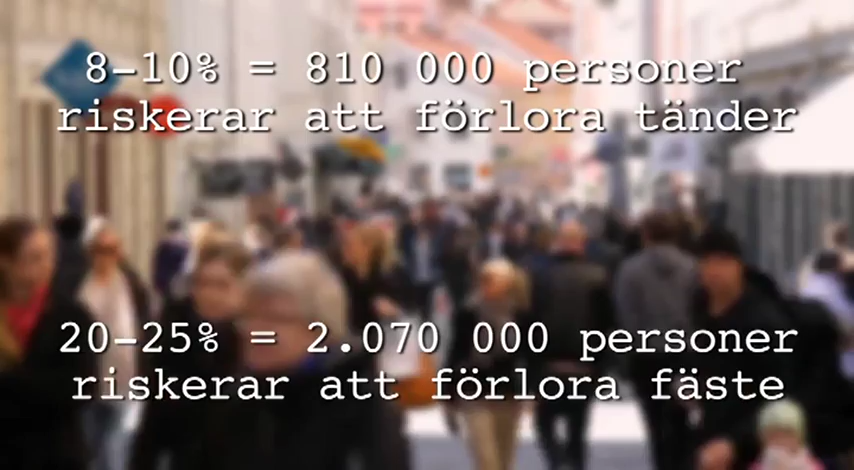 8-10% = 810 000 personer
riskerar att förlora tänder
20-25% = 2.070 000 personer
riskerar att förlora fäste